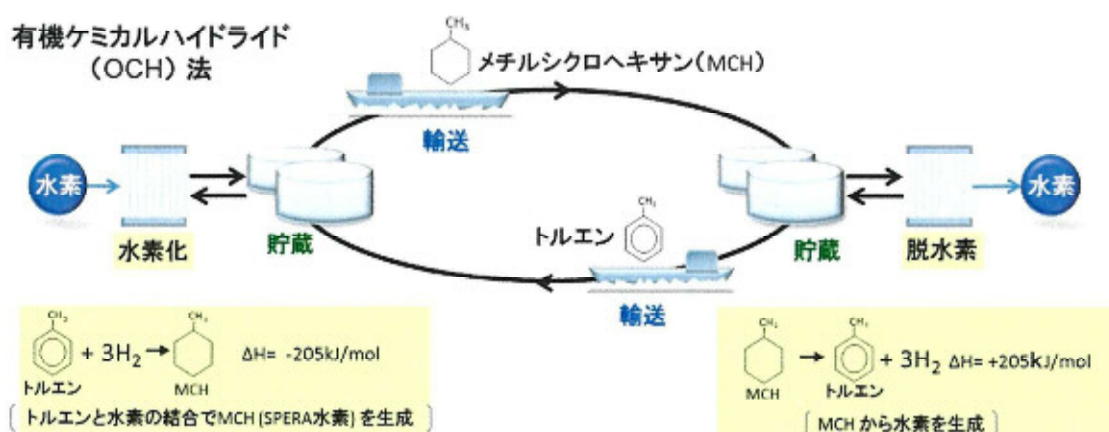 有機ケミカルハイドライド
（OCH）法
CH₃
メチルシクロヘキサン（MCH）
輸送
水素
水素化
貯蔵
トルエン
CH₃
輸送
貯蔵
脱水素
水素
CH₃
+ 3H₂ → ΔH= -205kJ/mol
トルエン
CH₃
MCH
トルエンと水素の結合でMCH（SPERA水素）を生成
CH₃
→ + 3H₂ ΔH= +205kJ/mol
MCH
CH₃
トルエン
MCHから水素を生成